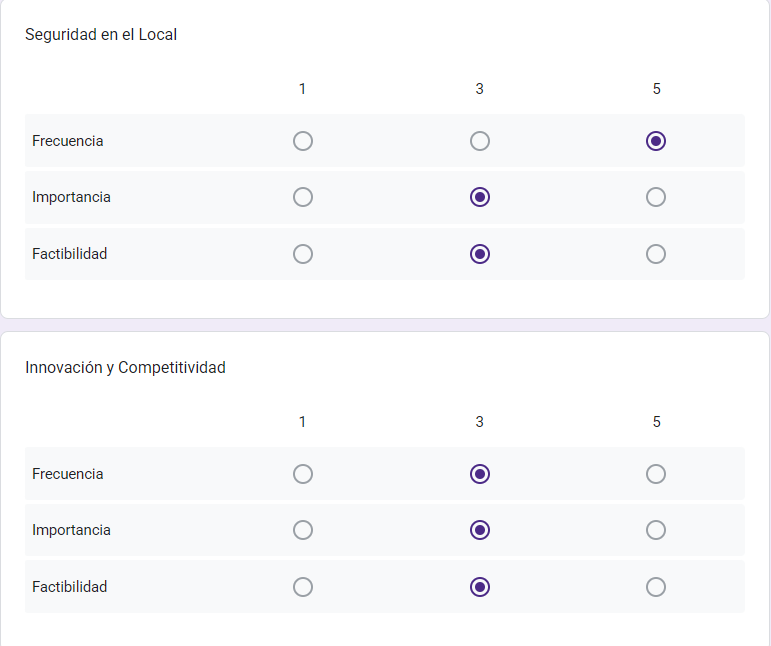 Seguridad en el Local
1 3 5
Frecuencia
Importancia
Factibilidad
Innovación y Competitividad
1 3 5
Frecuencia
Importancia
Factibilidad